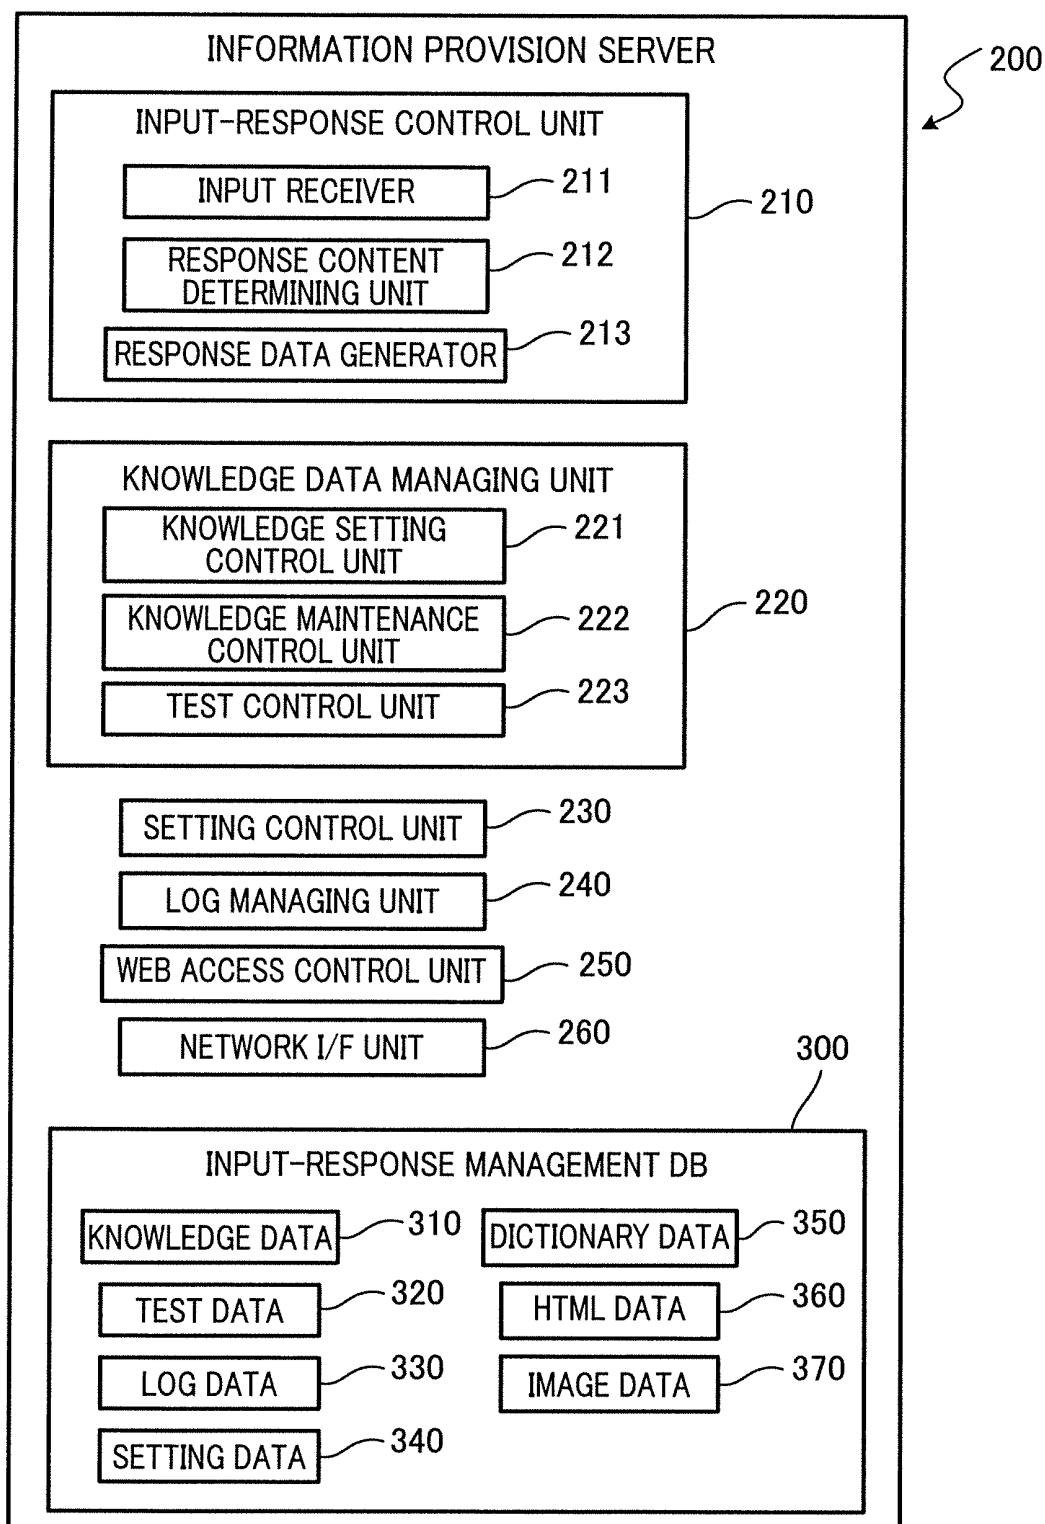 INFORMATION PROVISION SERVER
200
INPUT-RESPONSE CONTROL UNIT
INPUT RECEIVER
211
210
RESPONSE CONTENT
DETERMINING UNIT
212
RESPONSE DATA GENERATOR
213
KNOWLEDGE DATA MANAGING UNIT
KNOWLEDGE SETTING
CONTROL UNIT
221
KNOWLEDGE MAINTENANCE
CONTROL UNIT
222
220
TEST CONTROL UNIT
223
SETTING CONTROL UNIT
230
LOG MANAGING UNIT
240
WEB ACCESS CONTROL UNIT
250
NETWORK I/F UNIT
260
300
INPUT-RESPONSE MANAGEMENT DB
KNOWLEDGE DATA
310
TEST DATA
320
LOG DATA
330
SETTING DATA
340
DICTIONARY DATA
350
HTML DATA
360
IMAGE DATA
370